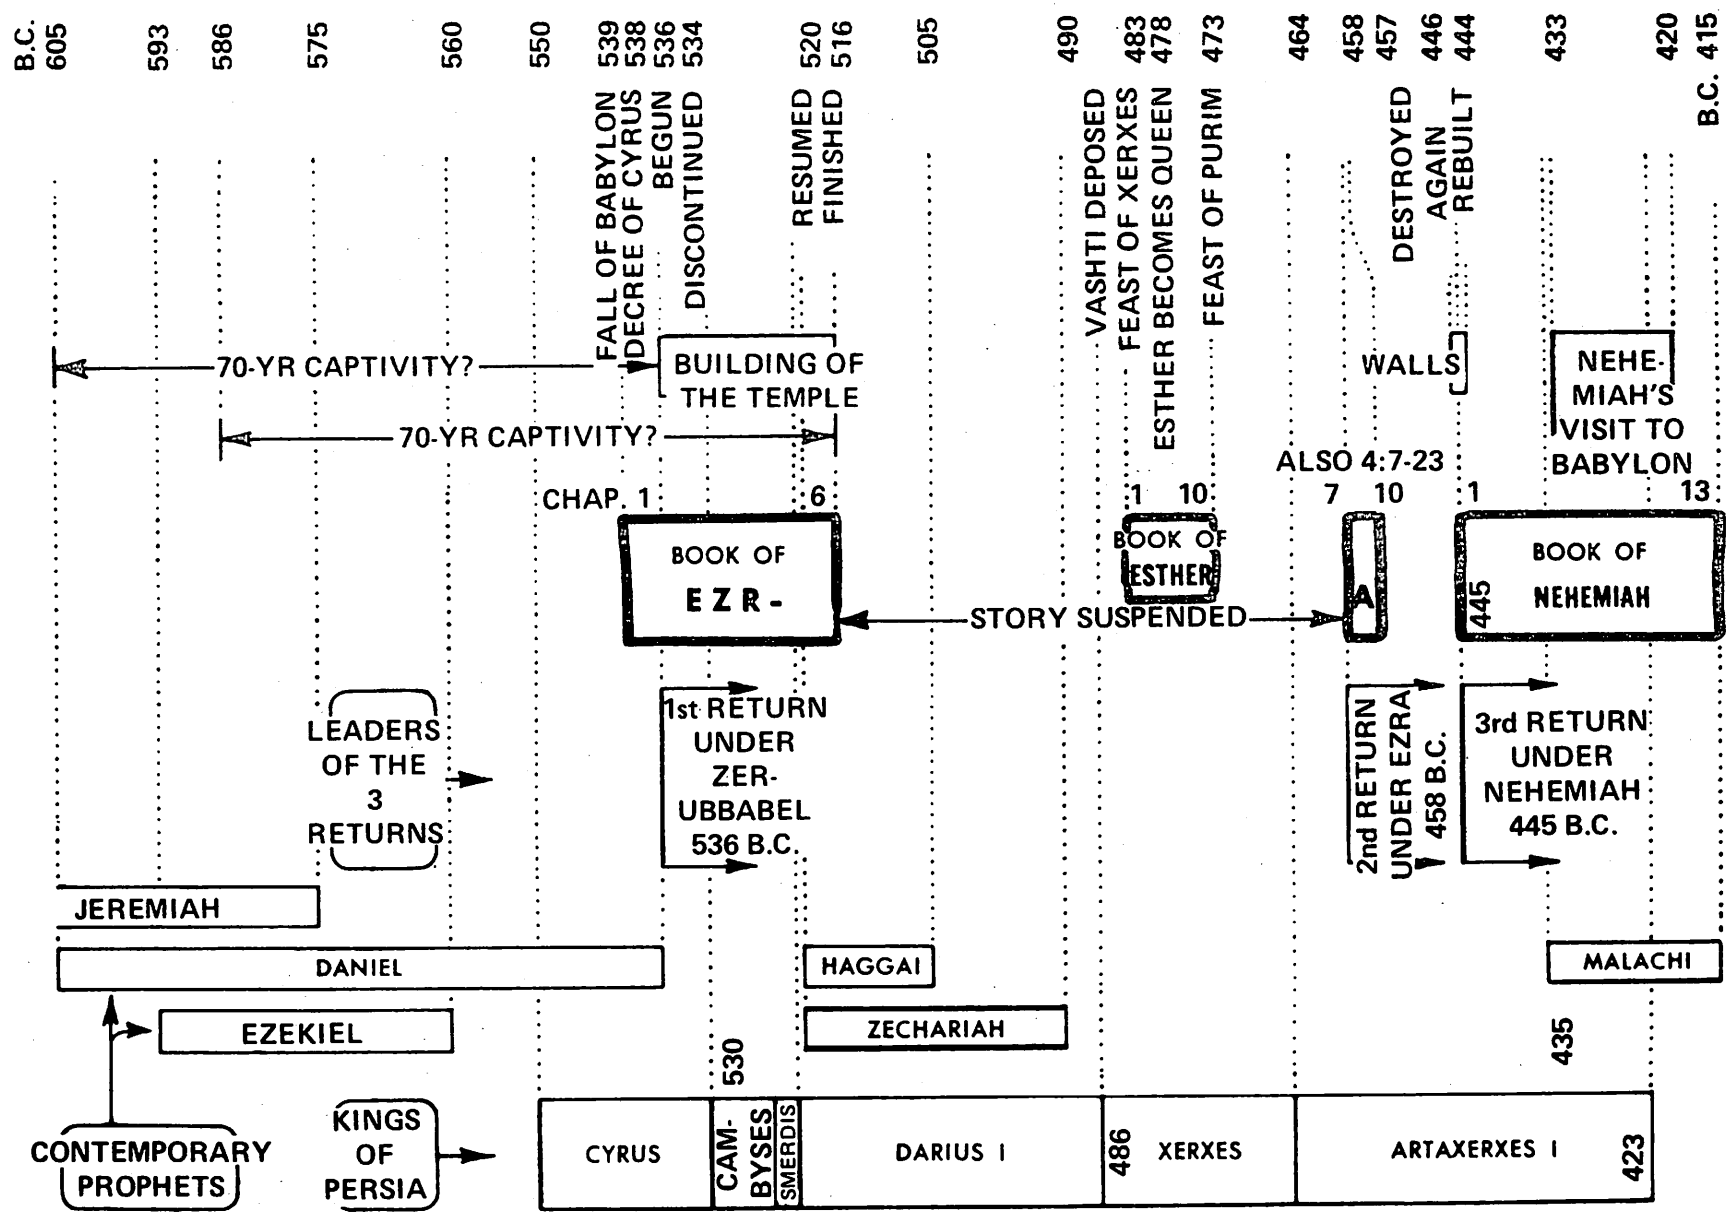 B.C. 605
593
586
575
560
550
539
538
536
534
520
516
505
490
483
478
473
464
458
457
446
444
433
420
B.C. 415
FALL OF BABYLON
DECREE OF CYRUS
BEGUN
DISCONTINUED
RESUMED
FINISHED
VASHTI DEPOSED
FEAST OF XERXES
ESTHER BECOMES QUEEN
FEAST OF PURIM
DESTROYED
AGAIN
REBUILT
70-YR CAPTIVITY?
BUILDING OF
THE TEMPLE
WALLS
NEHE-
MIAH'S
VISIT TO
BABYLON
70-YR CAPTIVITY?
ALSO 4:7-23
CHAP. 1
6
1 10
7 10
1 13
BOOK OF
EZR-
BOOK OF
ESTHER
A
445
BOOK OF
NEHEMIAH
STORY SUSPENDED
LEADERS
OF THE
3
RETURNS
1st RETURN
UNDER
ZER-
UBBABEL
536 B.C.
2nd RETURN
UNDER EZRA
458 B.C.
3rd RETURN
UNDER
NEHEMIAH
445 B.C.
JEREMIAH
DANIEL
HAGGAI
MALACHI
EZEKIEL
ZECHARIAH
530
435
CONTEMPORARY
PROPHETS
KINGS
OF
PERSIA
CYRUS
CAM-
BYSES
SMERDIS
DARIUS I
486
XERXES
ARTAXERXES I
423